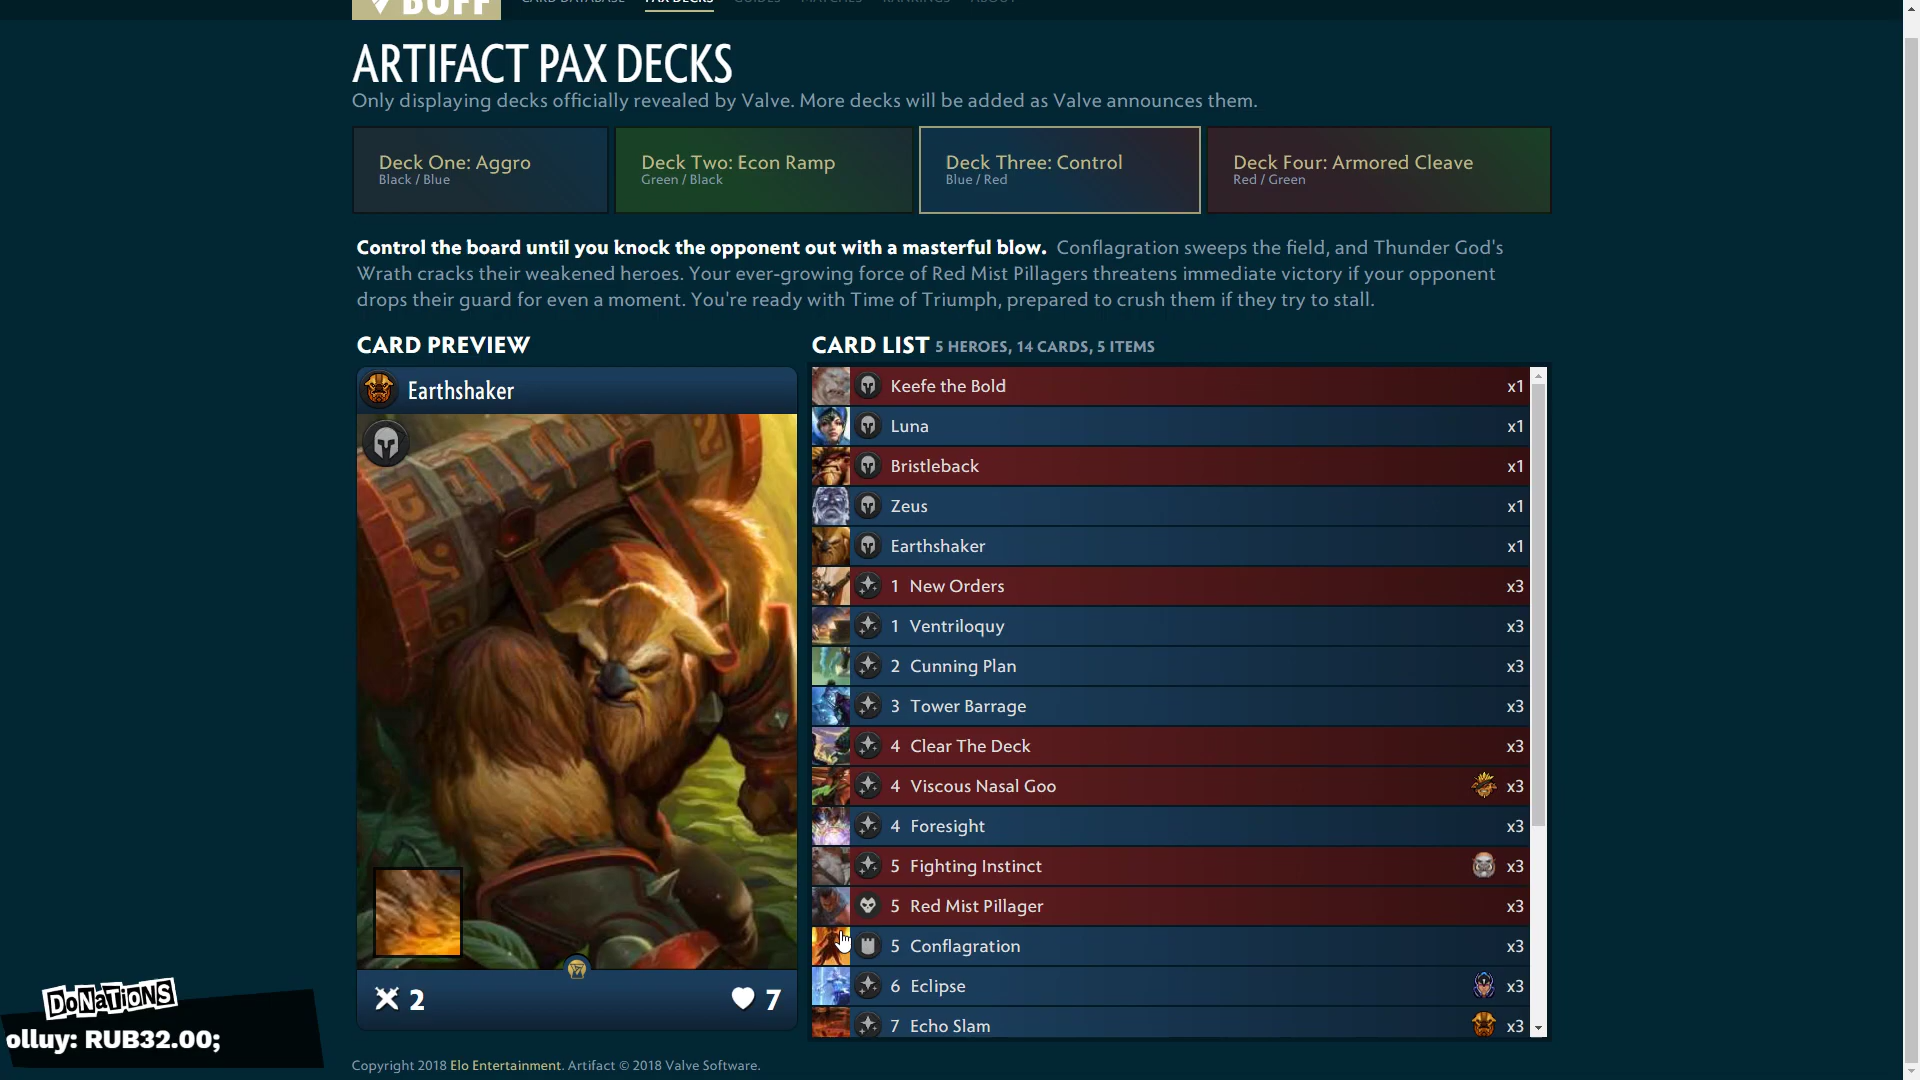 BUFF
CARD DATABASE PAX DECKS GUIDES MATCHES RANKINGS ABOUT
ARTIFACT PAX DECKS
Only displaying decks officially revealed by Valve. More decks will be added as Valve announces them.
Deck One: Aggro
Black / Blue
Deck Two: Econ Ramp
Green / Black
Deck Three: Control
Blue / Red
Deck Four: Armored Cleave
Red / Green
Control the board until you knock the opponent out with a masterful blow. Conflagration sweeps the field, and Thunder God's
Wrath cracks their weakened heroes. Your ever-growing force of Red Mist Pillagers threatens immediate victory if your opponent
drops their guard for even a moment. You're ready with Time of Triumph, prepared to crush them if they try to stall.
CARD PREVIEW
Earthshaker
2 7
CARD LIST 5 HEROES, 14 CARDS, 5 ITEMS
Keefe the Bold x1
Luna x1
Bristleback x1
Zeus x1
Earthshaker x1
1 New Orders x3
1 Ventriloquy x3
2 Cunning Plan x3
3 Tower Barrage x3
4 Clear The Deck x3
4 Viscous Nasal Goo x3
4 Foresight x3
5 Fighting Instinct x3
5 Red Mist Pillager x3
5 Conflagration x3
6 Eclipse x3
7 Echo Slam x3
DONATIONS
olluy: RUB32.00;
Copyright 2018 Elo Entertainment. Artifact © 2018 Valve Software.